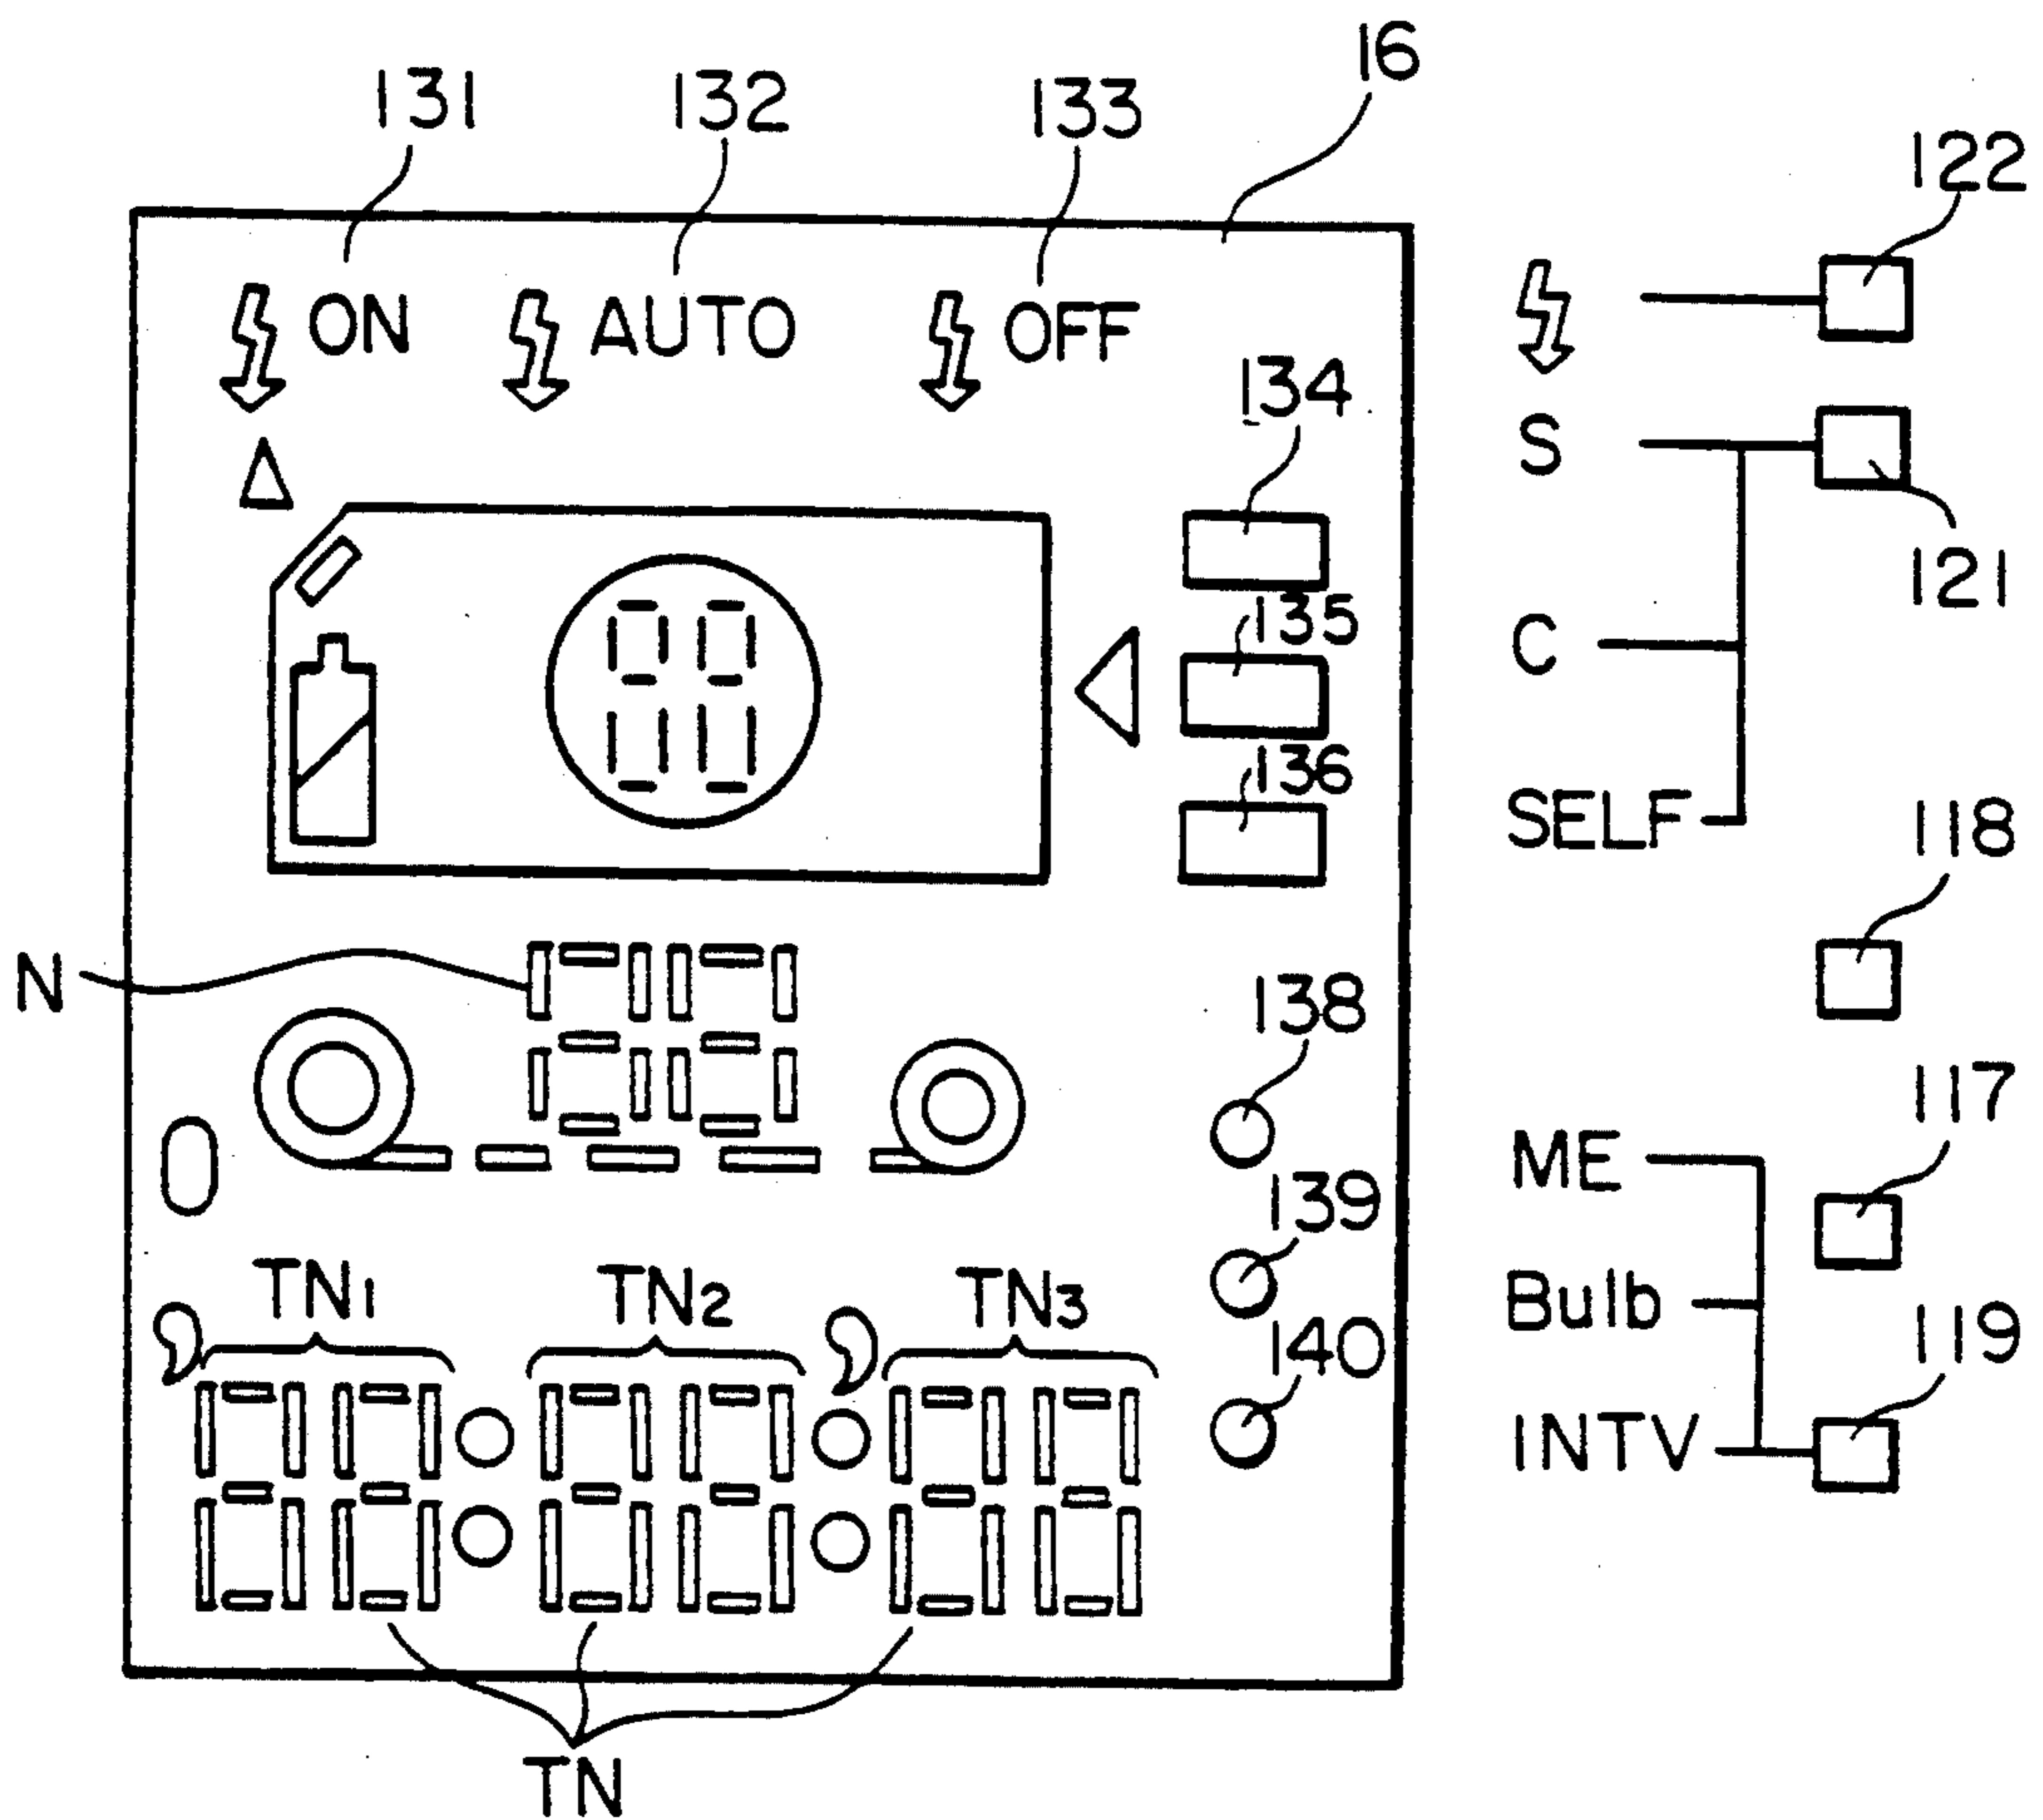 16
131 132 133
122
ON AUTO OFF
134
S
121
135
C
136
SELF
118
N
138
117
ME
139
TN1 TN2 TN3
Bulb
140
119
INTV
TN